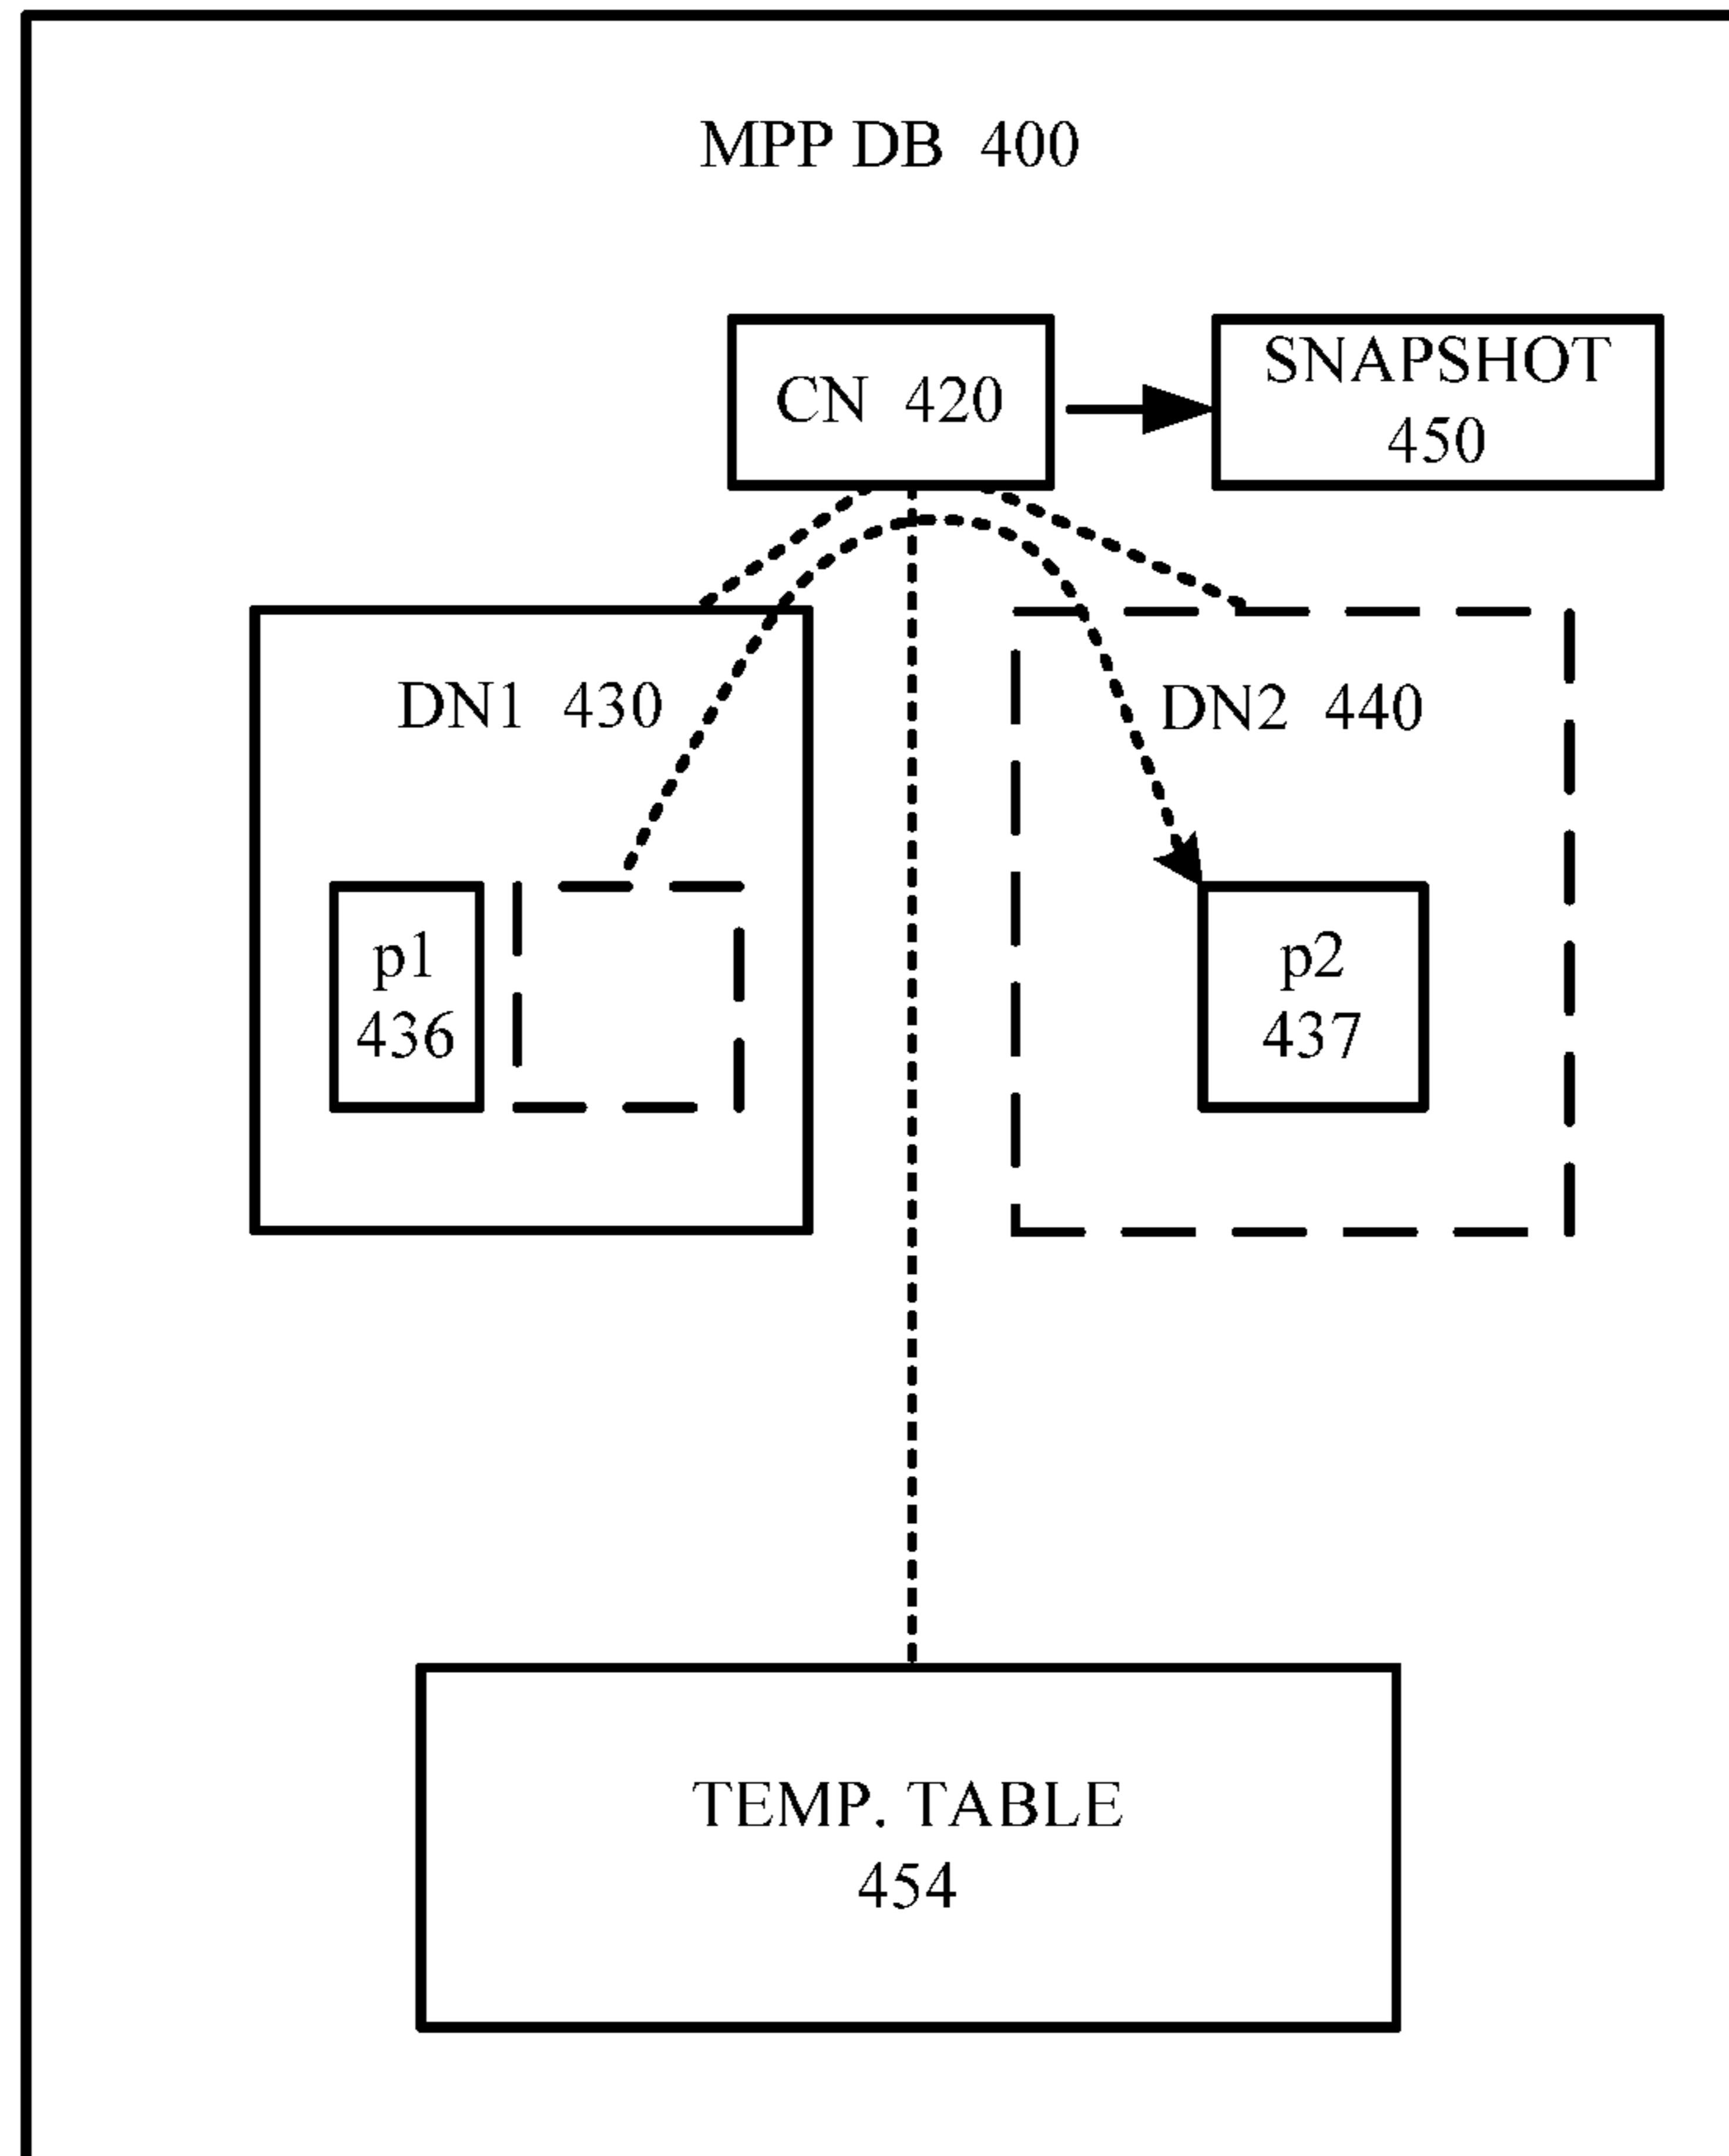 MPP DB 400
CN 420
SNAPSHOT
450
DN1 430
DN2 440
p1
436
p2
437
TEMP. TABLE
454